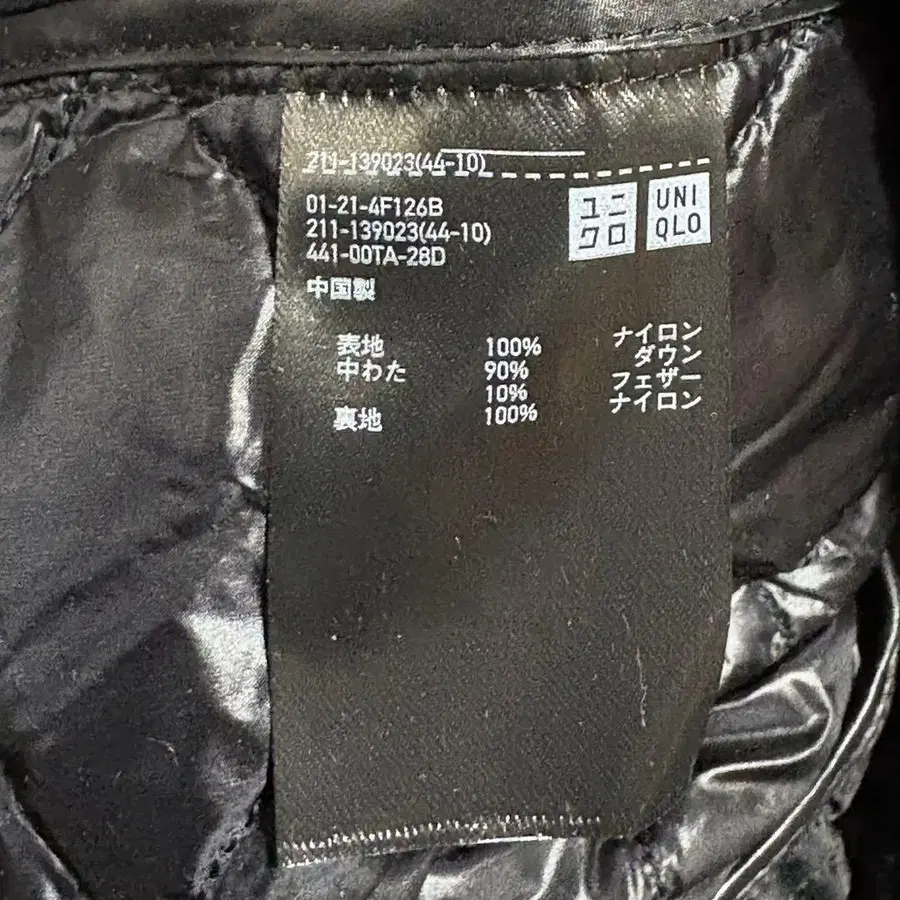 211-139023(44-10)
01-21-4F126B
211-139023(44-10)
441-00TA-28D
中国製
ユニ
クロ
UNI
QLO
表地 100% ナイロン
中わた 90% ダウン
10% フェザー
裏地 100% ナイロン